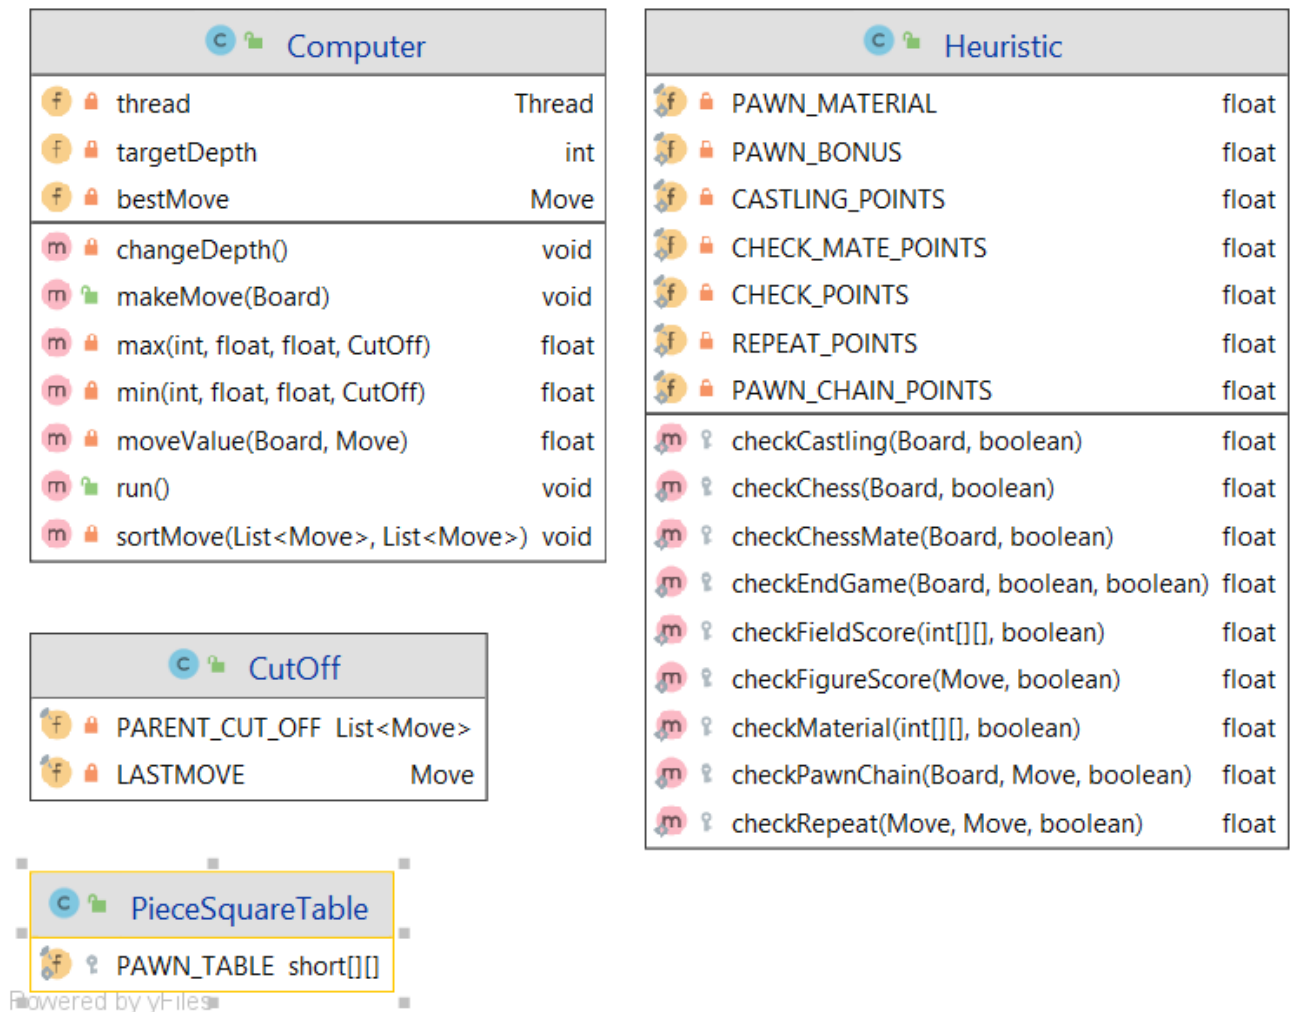 Computer
thread Thread
targetDepth int
bestMove Move
changeDepth() void
makeMove(Board) void
max(int, float, float, CutOff) float
min(int, float, float, CutOff) float
moveValue(Board, Move) float
run() void
sortMove(List<Move>, List<Move>) void
Heuristic
PAWN_MATERIAL float
PAWN_BONUS float
CASTLING_POINTS float
CHECK_MATE_POINTS float
CHECK_POINTS float
REPEAT_POINTS float
PAWN_CHAIN_POINTS float
checkCastling(Board, boolean) float
checkChess(Board, boolean) float
checkChessMate(Board, boolean) float
checkEndGame(Board, boolean, boolean) float
checkFieldScore(int[][], boolean) float
checkFigureScore(Move, boolean) float
checkMaterial(int[][], boolean) float
checkPawnChain(Board, Move, boolean) float
checkRepeat(Move, Move, boolean) float
CutOff
PARENT_CUT_OFF List<Move>
LASTMOVE Move
PieceSquareTable
PAWN_TABLE short[][]
Powered by yFiles